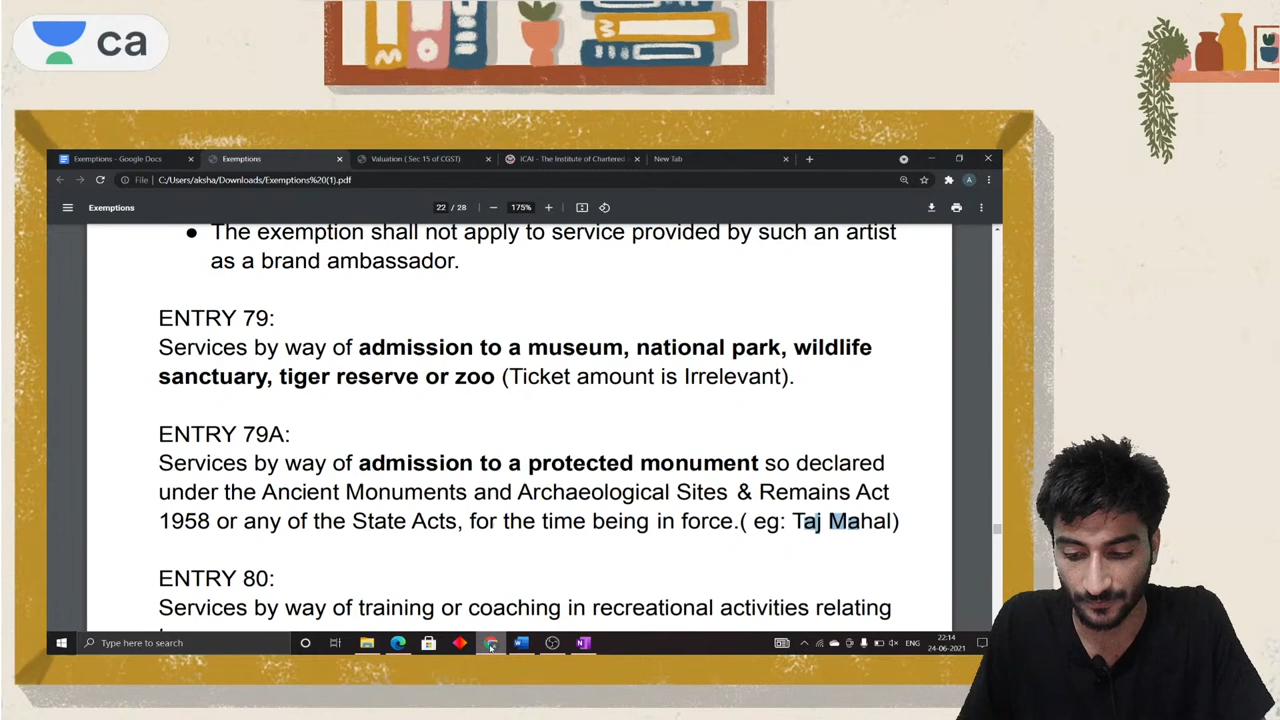 ca
Exemptions - Google Docs
Exemptions
Valuation ( Sec 15 of CGST)
ICAI - The Institute of Chartered
New Tab
File
C:/Users/aksha/Downloads/Exemptions%20(1).pdf
Exemptions
22 / 28
175%
● The exemption shall not apply to service provided by such an artist
as a brand ambassador.
ENTRY 79:
Services by way of admission to a museum, national park, wildlife
sanctuary, tiger reserve or zoo (Ticket amount is Irrelevant).
ENTRY 79A:
Services by way of admission to a protected monument so declared
under the Ancient Monuments and Archaeological Sites & Remains Act
1958 or any of the State Acts, for the time being in force.( eg: Taj Mahal)
ENTRY 80:
Services by way of training or coaching in recreational activities relating
Type here to search
ENG
22:14
24-06-2021